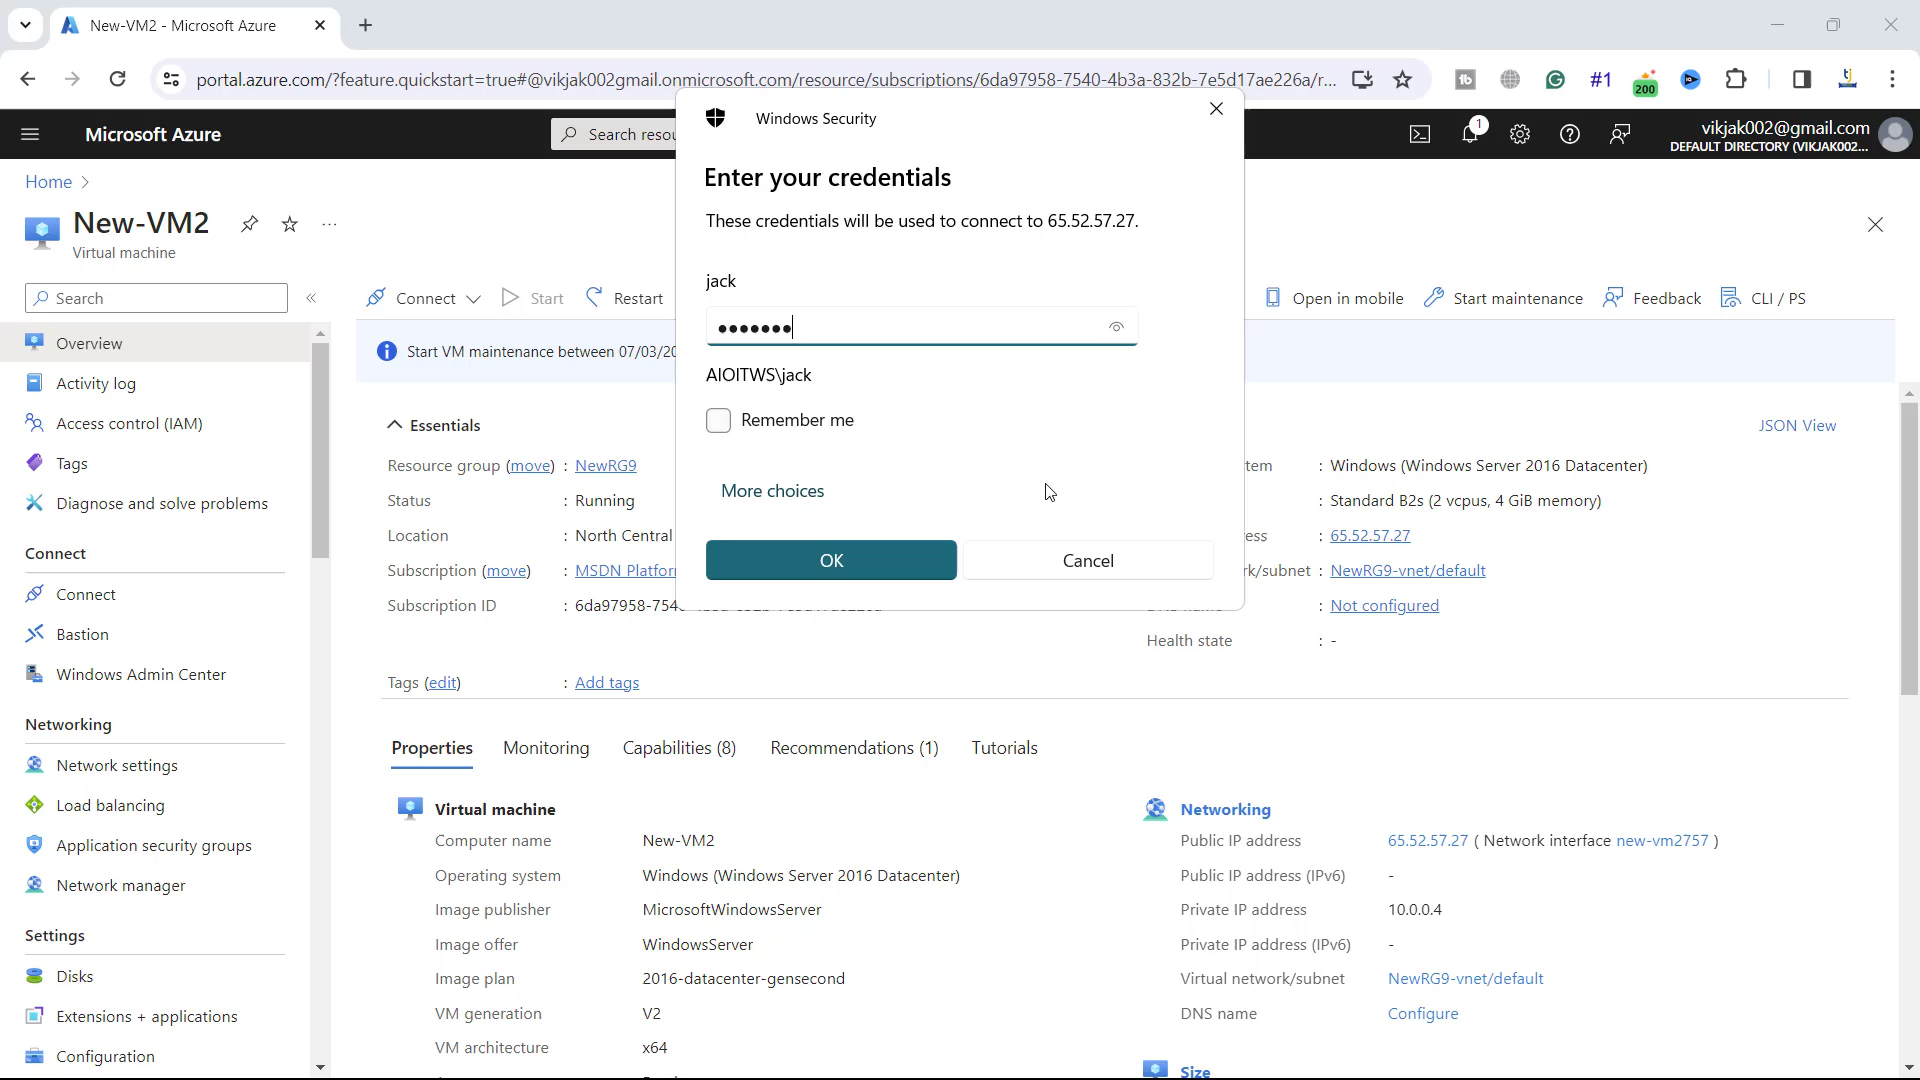 New-VM2 - Microsoft Azure
portal.azure.com/?feature.quickstart=true#@vikjak002gmail.onmicrosoft.com/resource/subscriptions/6da97958-7540-4b3a-832b-7e5d17ae226a/r...
#1
200
Microsoft Azure
Search resou
1
vikjak002@gmail.com
DEFAULT DIRECTORY (VIKJAK002...
Windows Security
Enter your credentials
These credentials will be used to connect to 65.52.57.27.
jack
•••••••
AIOITWS\jack
Remember me
More choices
OK
Cancel
Home
New-VM2
Virtual machine
Search
Connect
Start
Restart
Open in mobile
Start maintenance
Feedback
CLI / PS
Overview
Activity log
Access control (IAM)
Tags
Diagnose and solve problems
Connect
Connect
Bastion
Windows Admin Center
Networking
Network settings
Load balancing
Application security groups
Network manager
Settings
Disks
Extensions + applications
Configuration
Start VM maintenance between 07/03/20
Essentials
JSON View
Resource group (move) : NewRG9
Status : Running
Location : North Central
Subscription (move) : MSDN Platform
Subscription ID : 6da97958-754
tem : Windows (Windows Server 2016 Datacenter)
: Standard B2s (2 vcpus, 4 GiB memory)
ess : 65.52.57.27
k/subnet : NewRG9-vnet/default
: Not configured
Health state : -
Tags (edit) : Add tags
Properties
Monitoring
Capabilities (8)
Recommendations (1)
Tutorials
Virtual machine
Computer name New-VM2
Operating system Windows (Windows Server 2016 Datacenter)
Image publisher MicrosoftWindowsServer
Image offer WindowsServer
Image plan 2016-datacenter-gensecond
VM generation V2
VM architecture x64
Networking
Public IP address 65.52.57.27 ( Network interface new-vm2757 )
Public IP address (IPv6) -
Private IP address 10.0.0.4
Private IP address (IPv6) -
Virtual network/subnet NewRG9-vnet/default
DNS name Configure
Size